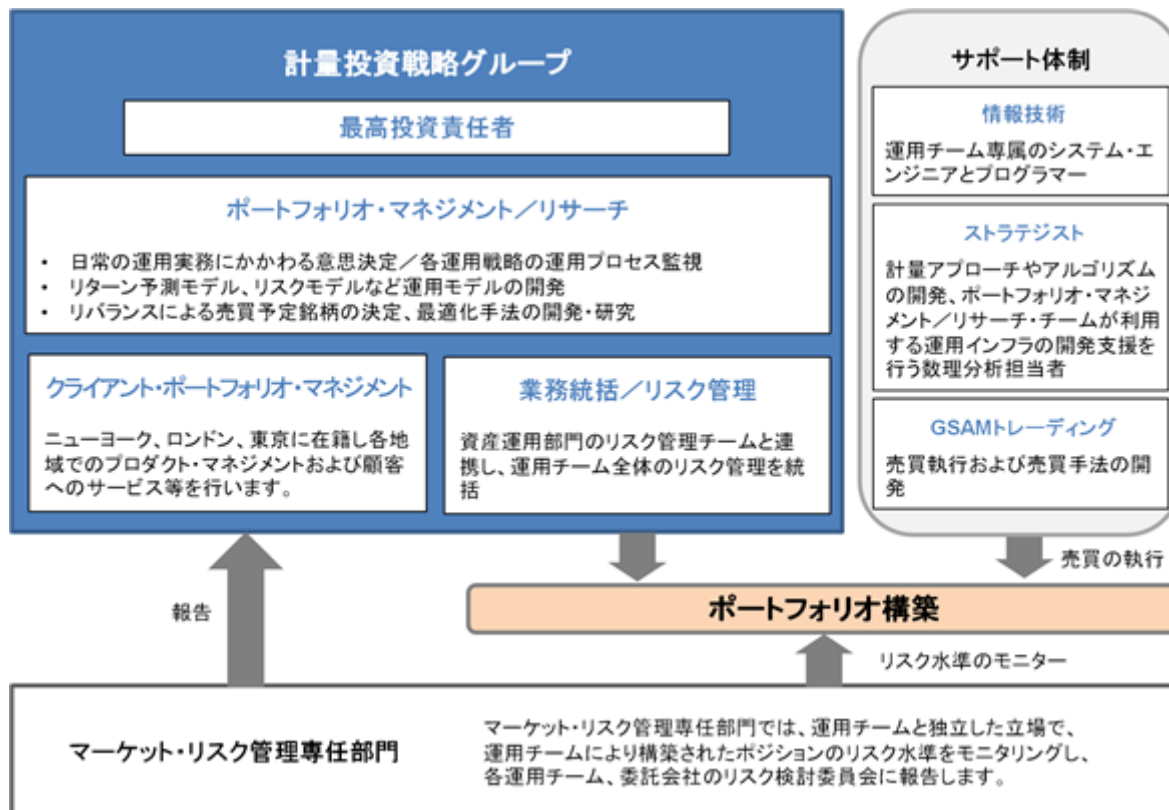 計量投資戦略グループ
最高投資責任者
ポートフォリオ・マネジメント／リサーチ
• 日常の運用実務にかかわる意思決定／各運用戦略の運用プロセス監視
• リターン予測モデル、リスクモデルなど運用モデルの開発
• リバランスによる売買予定銘柄の決定、最適化手法の開発・研究
クライアント・ポートフォリオ・マネジメント
ニューヨーク、ロンドン、東京に在籍し各地
域でのプロダクト・マネジメントおよび顧客
へのサービス等を行います。
業務統括／リスク管理
資産運用部門のリスク管理チームと連
携し、運用チーム全体のリスク管理を統
括
サポート体制
情報技術
運用チーム専属のシステム・エ
ンジニアとプログラマー
ストラテジスト
計量アプローチやアルゴリズム
の開発、ポートフォリオ・マネジ
メント／リサーチ・チームが利用
する運用インフラの開発支援を
行う数理分析担当者
GSAMトレーディング
売買執行および売買手法の開
発
売買の執行
報告
ポートフォリオ構築
リスク水準のモニター
マーケット・リスク管理専任部門
マーケット・リスク管理専任部門では、運用チームと独立した立場で、
運用チームにより構築されたポジションのリスク水準をモニタリングし、
各運用チーム、委託会社のリスク検討委員会に報告します。